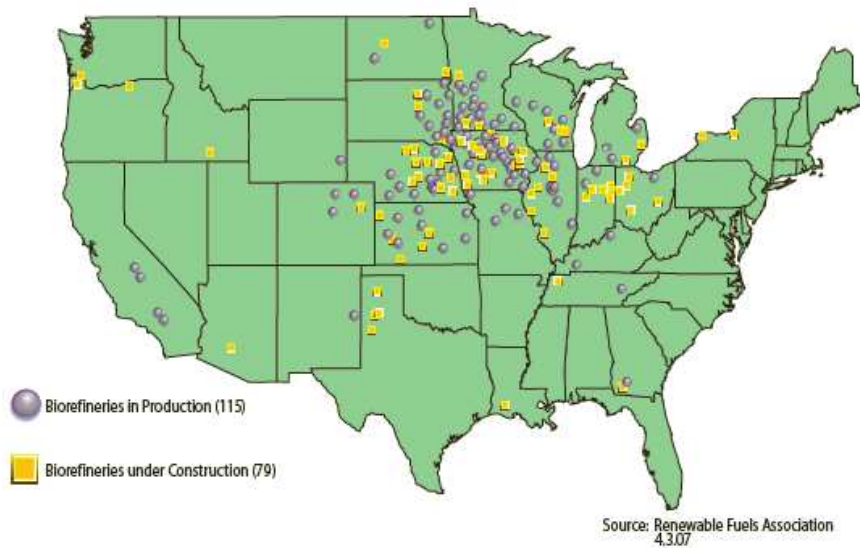 Biorefineries in Production (115)
Biorefineries under Construction (79)
Source: Renewable Fuels Association
4.3.07